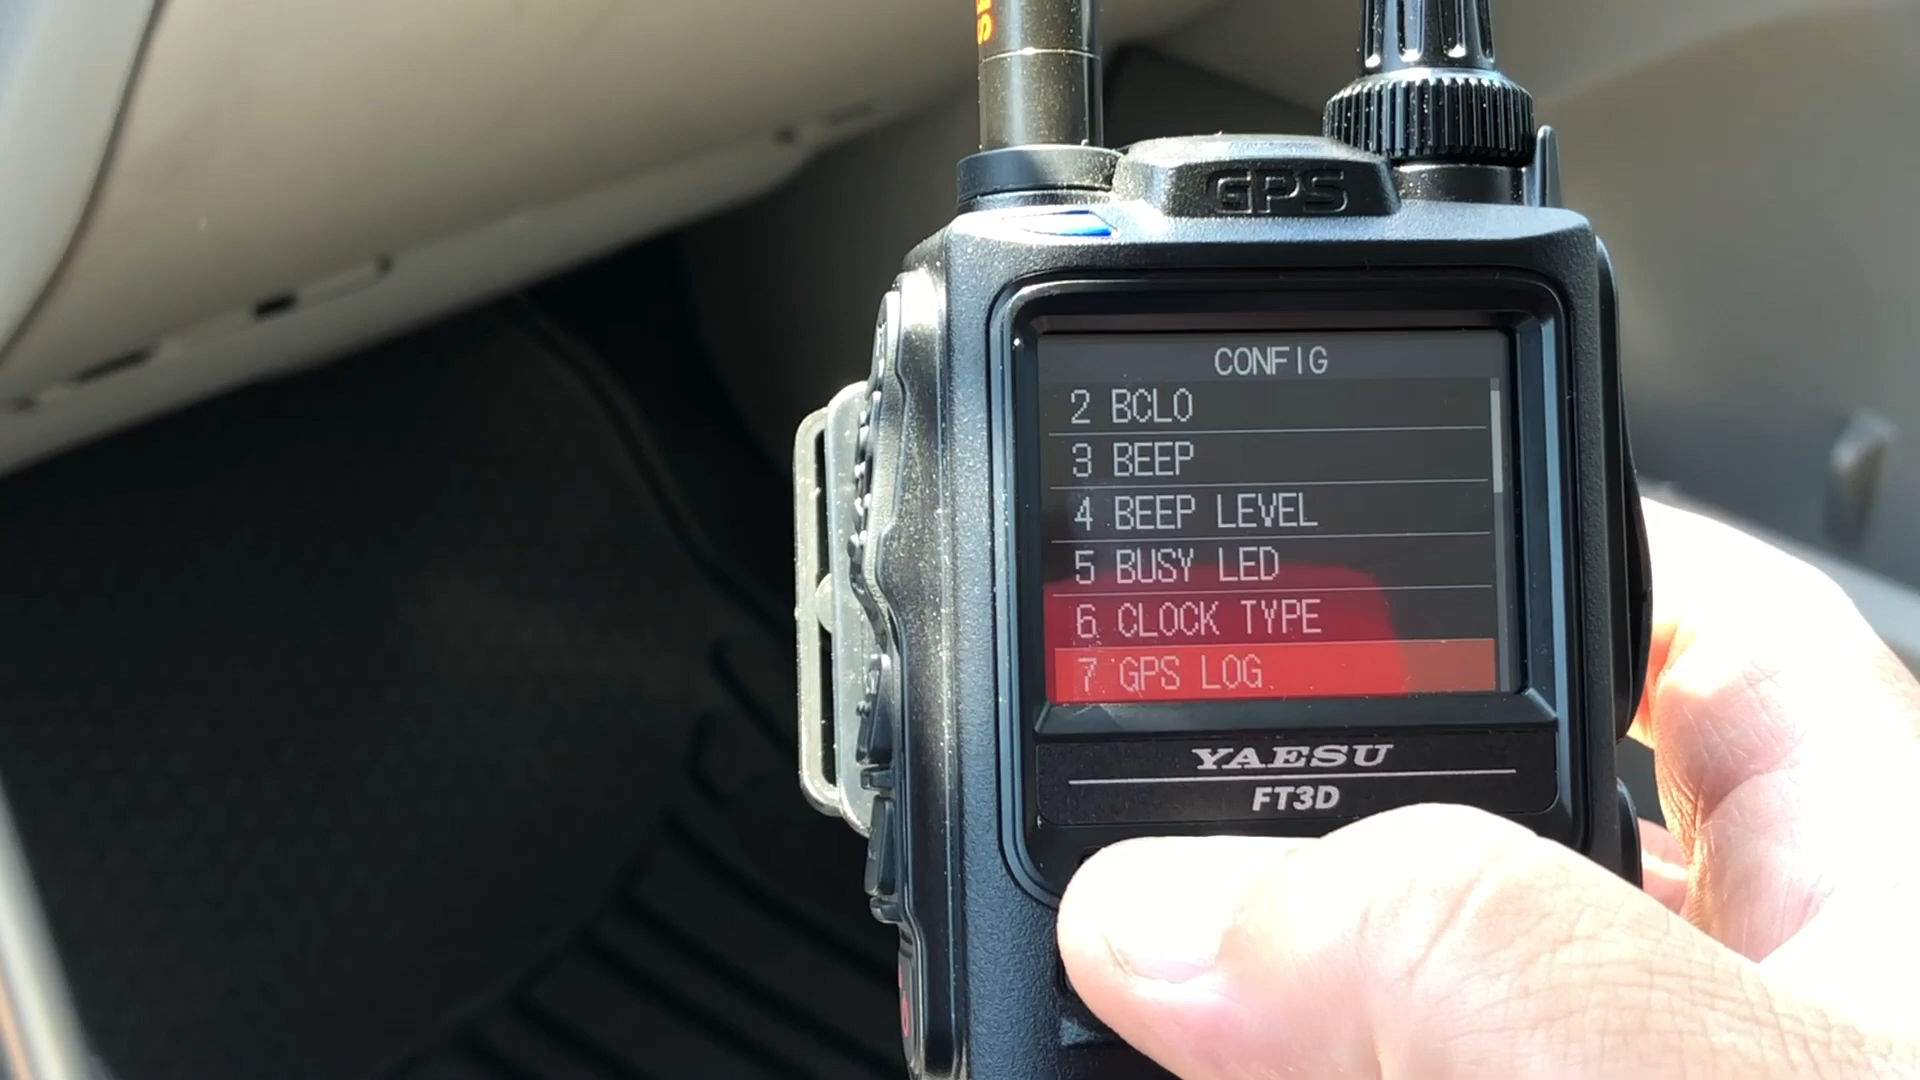 GPS
CONFIG
2 BCLO
3 BEEP
4 BEEP LEVEL
5 BUSY LED
6 CLOCK TYPE
7 GPS LOG
YAESU
FT3D